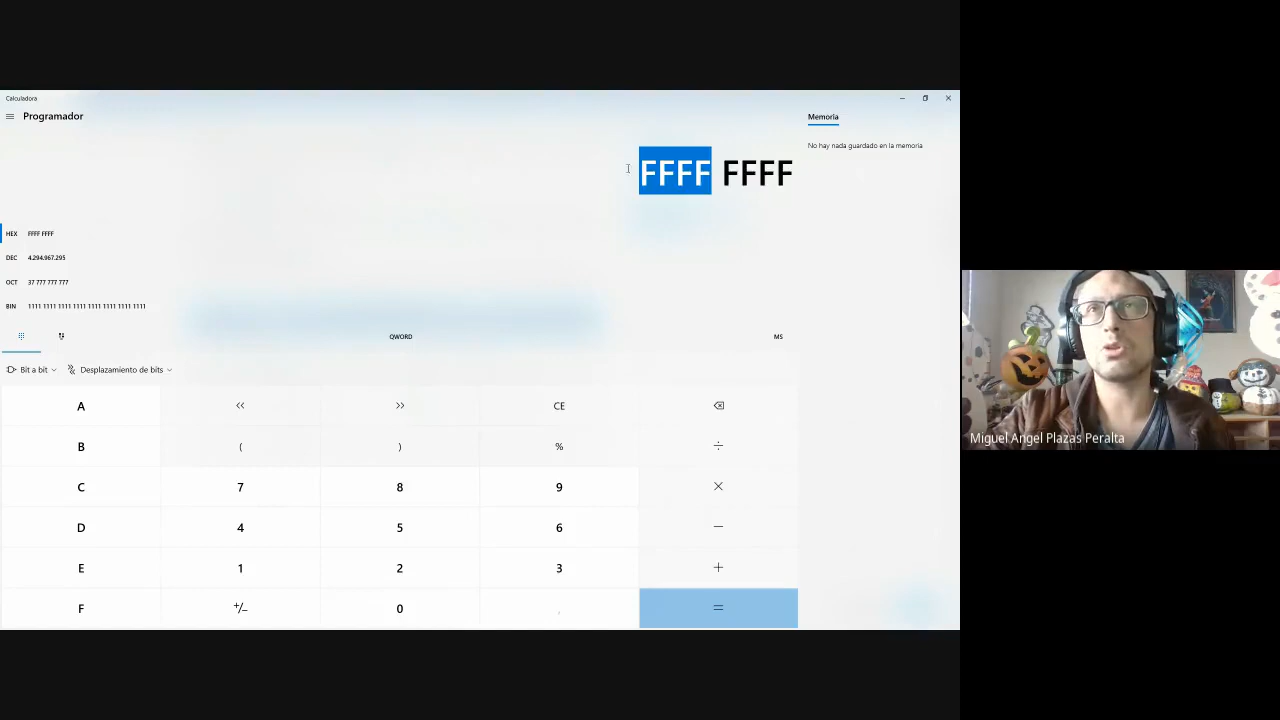 Calculadora
Programador
Memoria
No hay nada guardado en la memoria
FFFF FFFF
HEX FFFF FFFF
DEC 4.294.967.295
OCT 37 777 777 777
BIN 1111 1111 1111 1111 1111 1111 1111 1111
QWORD
MS
Bit a bit
Desplazamiento de bits
A << >> CE
B ( ) % ÷
C 7 8 9 ×
D 4 5 6 −
E 1 2 3 +
F +/− 0 , =
Miguel Angel Plazas Peralta